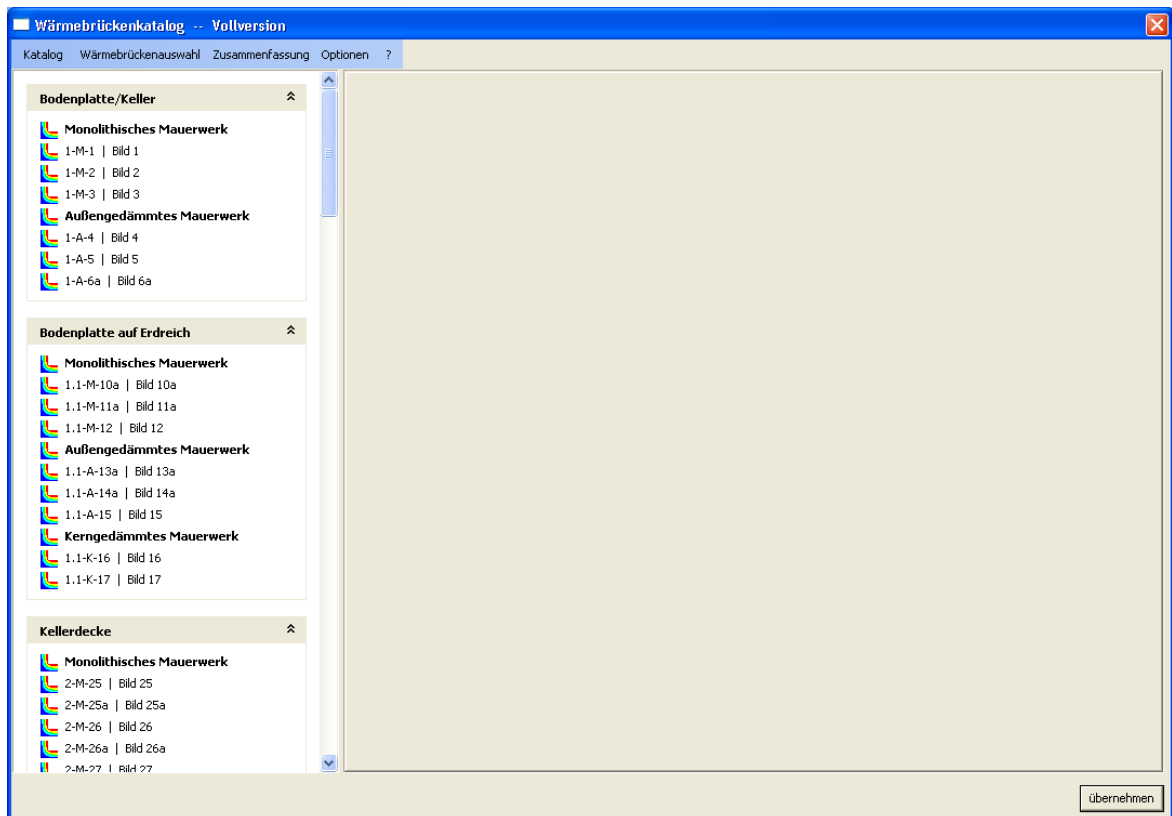 Wärmebrückenkatalog -- Vollversion
Katalog Wärmebrückenauswahl Zusammenfassung Optionen ?
Bodenplatte/Keller
Monolithisches Mauerwerk
1-M-1 | Bild 1
1-M-2 | Bild 2
1-M-3 | Bild 3
Außengedämmtes Mauerwerk
1-A-4 | Bild 4
1-A-5 | Bild 5
1-A-6a | Bild 6a
Bodenplatte auf Erdreich
Monolithisches Mauerwerk
1.1-M-10a | Bild 10a
1.1-M-11a | Bild 11a
1.1-M-12 | Bild 12
Außengedämmtes Mauerwerk
1.1-A-13a | Bild 13a
1.1-A-14a | Bild 14a
1.1-A-15 | Bild 15
Kerngedämmtes Mauerwerk
1.1-K-16 | Bild 16
1.1-K-17 | Bild 17
Kellerdecke
Monolithisches Mauerwerk
2-M-25 | Bild 25
2-M-25a | Bild 25a
2-M-26 | Bild 26
2-M-26a | Bild 26a
2-M-27 | Bild 27
übernehmen